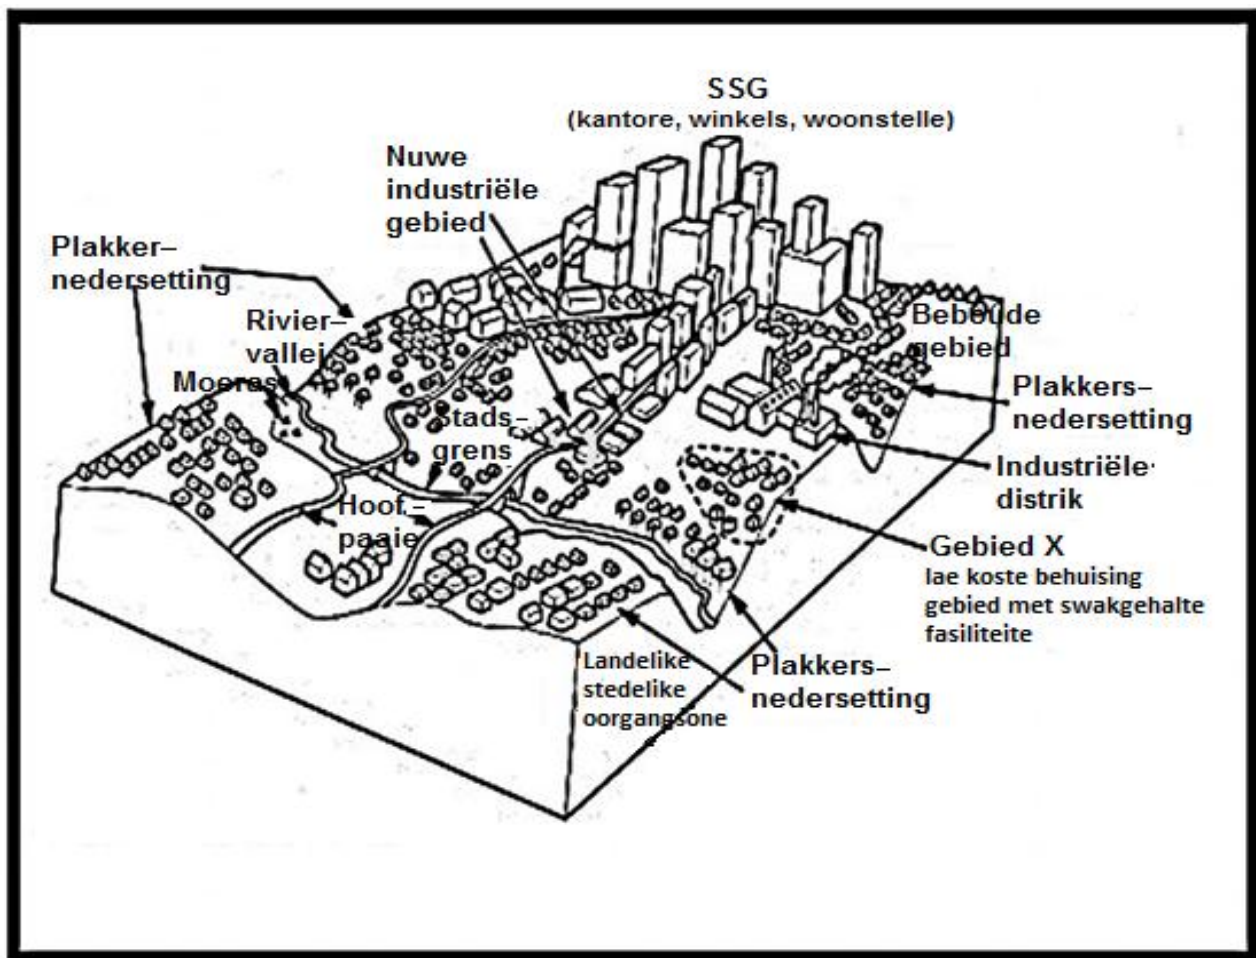 SSG
(kantore, winkels, woonstelle)
Nuwe
industriële
gebied
Plakker–
nedersetting
Rivier–
vallei
Moeras
Stads–
grens
Hoof–
paaie
Beboude
gebied
Plakkers–
nedersetting
Industriële
distrik
Gebied X
lae koste behuising
gebied met swakgehalte
fasiliteite
Plakkers–
nedersetting
Landelike
stedelike
oorgangsone